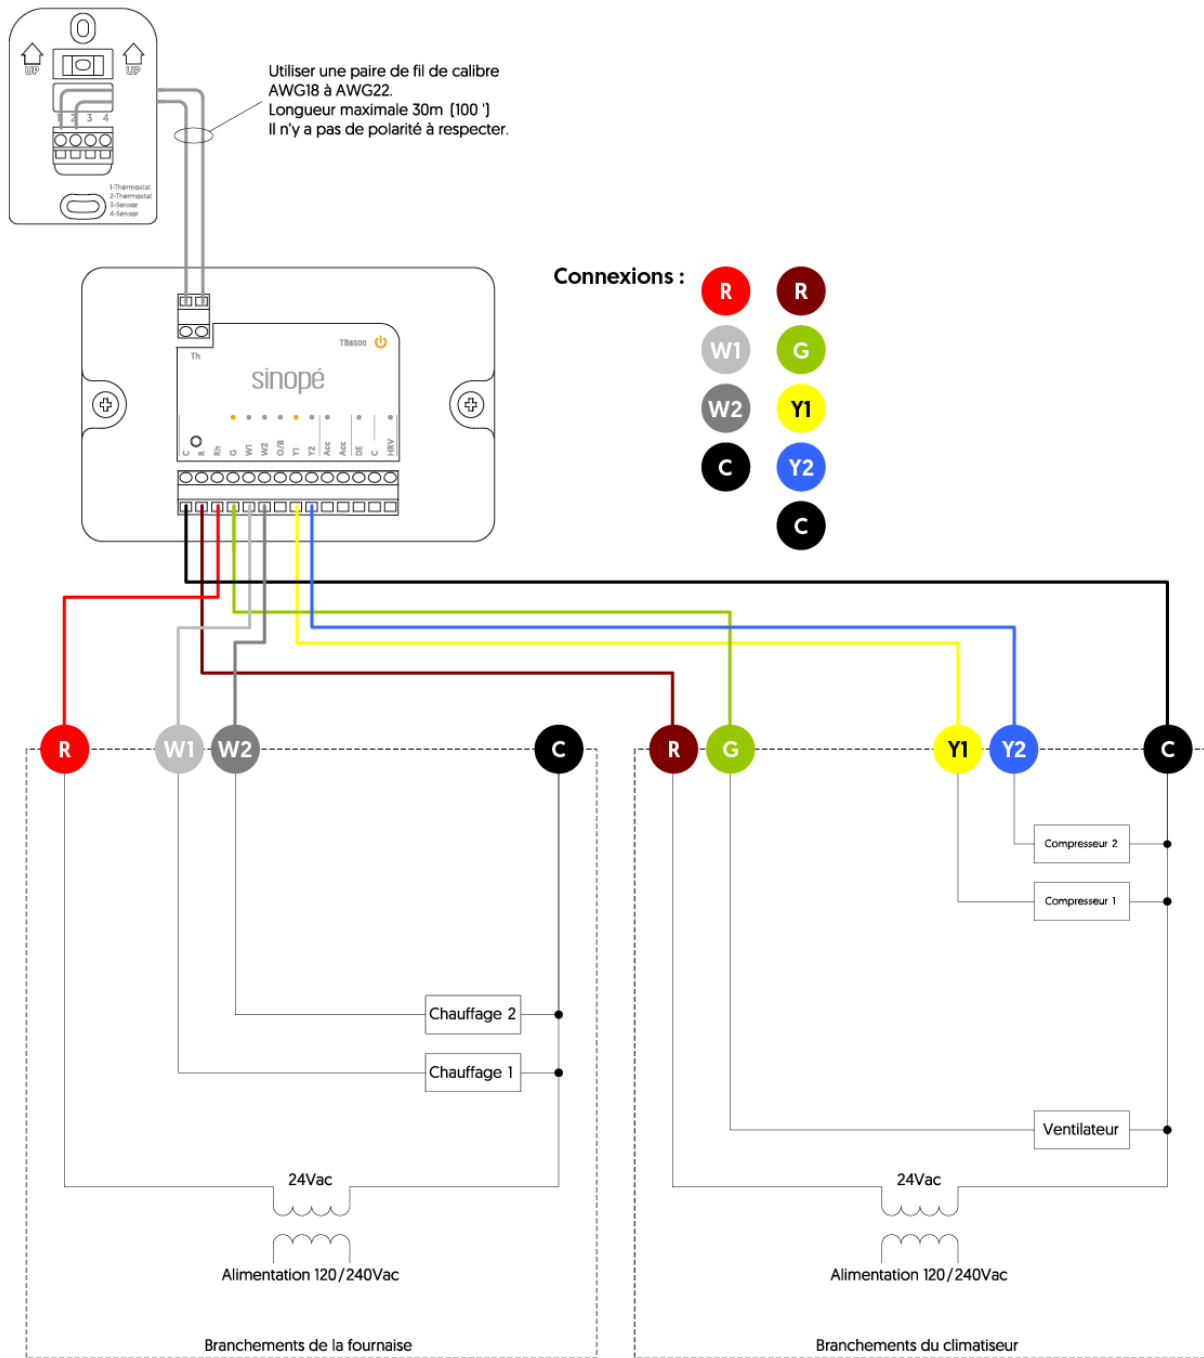 UP
UP
1 2 3 4
1-Thermostat
2-Thermostat
3-Sensor
4-Sensor
Utiliser une paire de fil de calibre
AWG18 à AWG22.
Longueur maximale 30m (100 ')
Il n'y a pas de polarité à respecter.
Th
TB6500
sinopé
C R Rh G W1 W2 O/B Y1 Y2 Acc Acc DE C HRV
Connexions :
R R
W1 G
W2 Y1
C Y2
C
R W1 W2 C R G Y1 Y2 C
Compresseur 2
Compresseur 1
Chauffage 2
Chauffage 1
Ventilateur
24Vac
24Vac
Alimentation 120/240Vac
Alimentation 120/240Vac
Branchements de la fournaise
Branchements du climatiseur